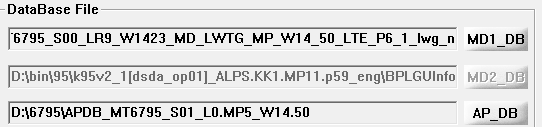 DataBase File
6795_S00_LR9_W1423_MD_LWTG_MP_W14_50_LTE_P6_1_lwg_n MD1_DB
D:\bin\95\k95v2_1[dsda_op01]_ALPS.KK1.MP11.p59_eng\BPLGUInfo MD2_DB
D:\6795\APDB_MT6795_S01_L0.MP5_W14.50 AP_DB